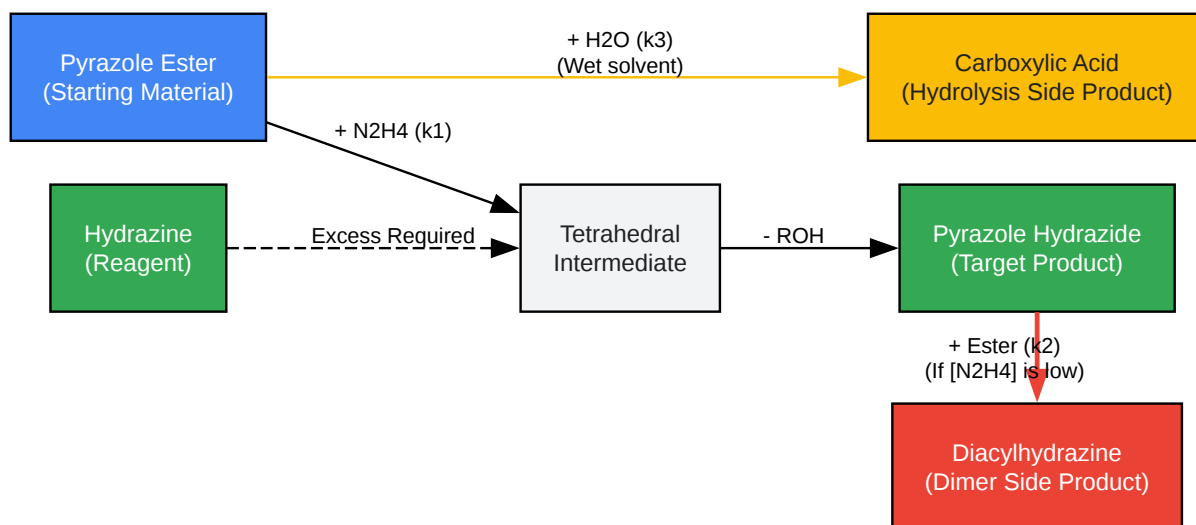 Pyrazole Ester
(Starting Material)
+ H2O (k3)
(Wet solvent)
Carboxylic Acid
(Hydrolysis Side Product)
+ N2H4 (k1)
Hydrazine
(Reagent)
Excess Required
Tetrahedral
Intermediate
- ROH
Pyrazole Hydrazide
(Target Product)
+ Ester (k2)
(If [N2H4] is low)
Diacylhydrazine
(Dimer Side Product)